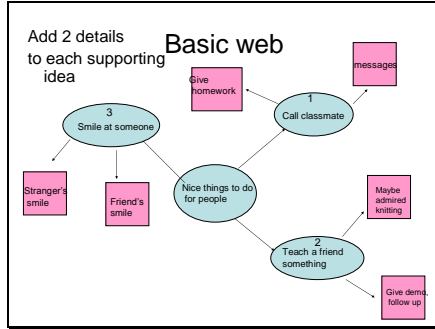 Add 2 details
to each supporting
idea
Basic web
Give
homework
messages
1
Call classmate
3
Smile at someone
Stranger's
smile
Friend's
smile
Nice things to do
for people
Maybe
admired
knitting
2
Teach a friend
something
Give demo,
follow up